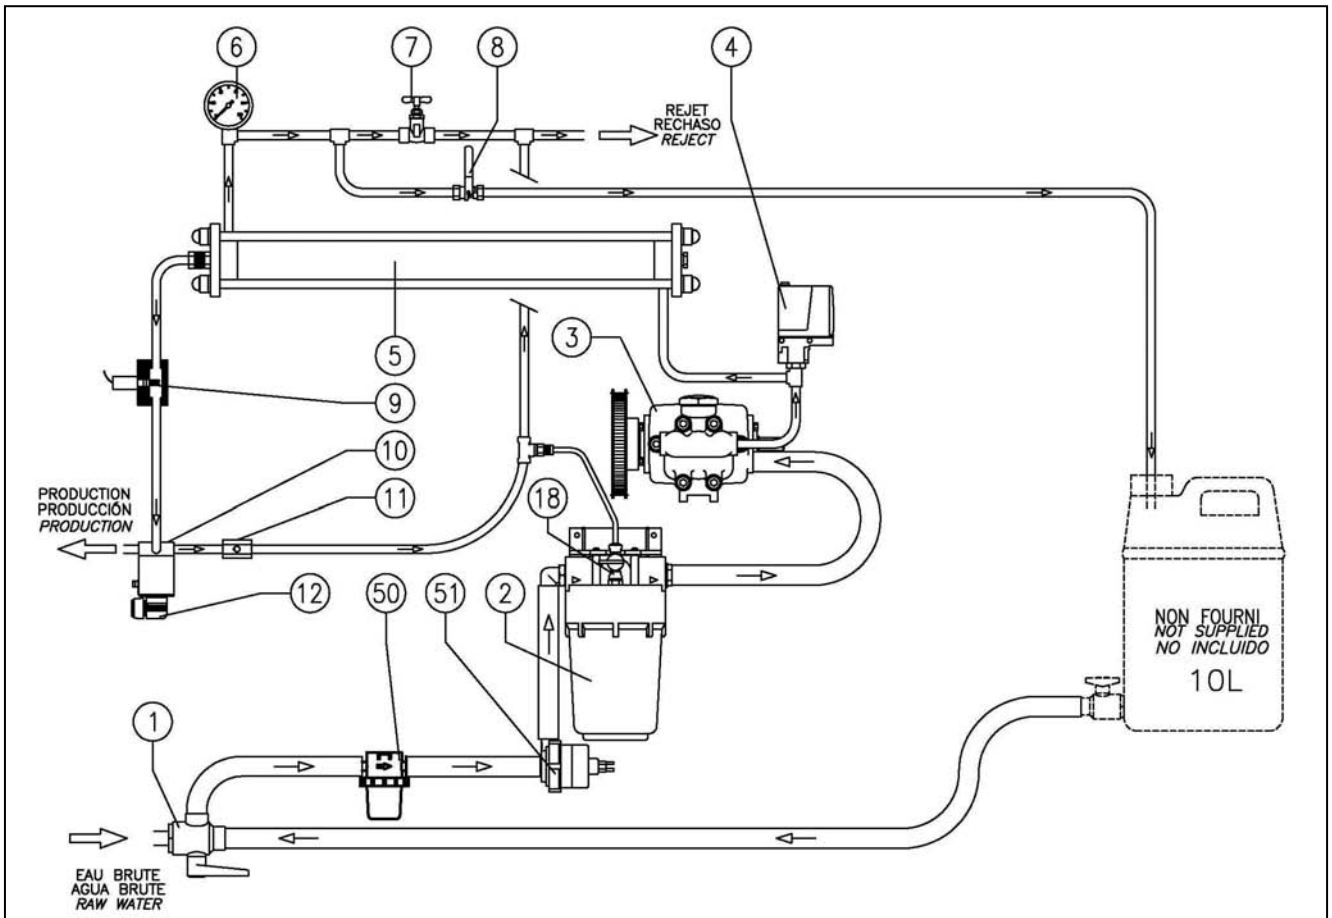 6
7
8
4
REJET
RECHASO
REJECT
5
3
9
10
11
18
PRODUCTION
PRODUCCIÓN
PRODUCTION
12
50
51
2
NON FOURNI
NOT SUPPLIED
NO INCLUIDO
10L
1
EAU BRUTE
AGUA BRUTE
RAW WATER